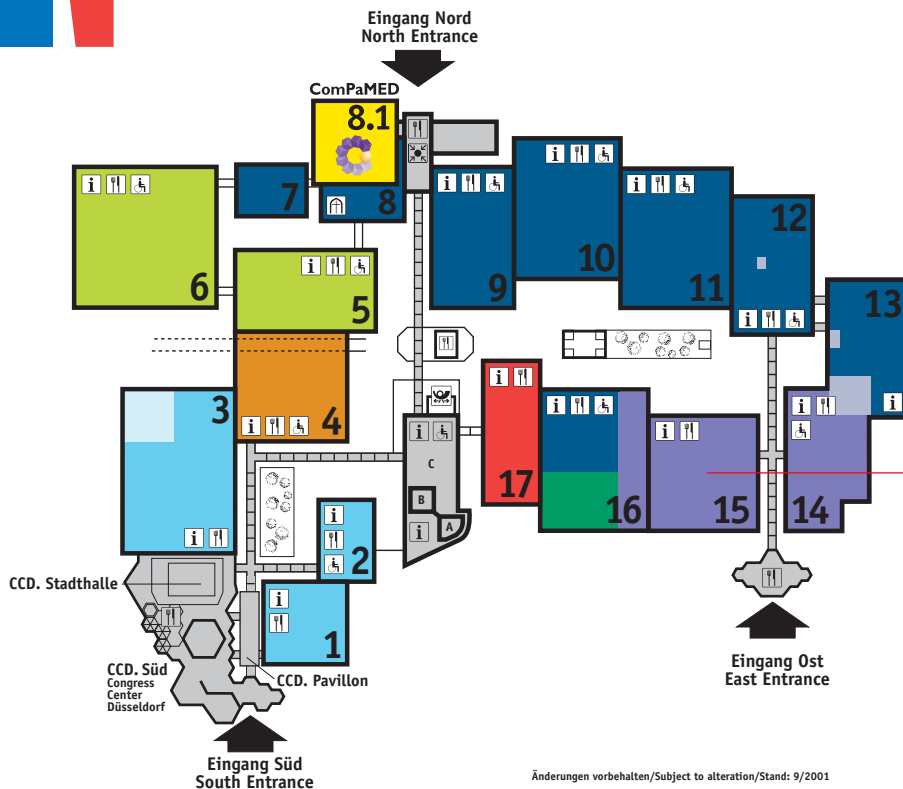 Eingang Nord
North Entrance
ComPaMED
8.1
7
8
9
10
11
12
13
6
5
4
3
2
1
17
16
15
14
C
B
A
CCD. Stadthalle
CCD. Süd
Congress
Center
Düsseldorf
CCD. Pavillon
Eingang Süd
South Entrance
Eingang Ost
East Entrance
Änderungen vorbehalten/Subject to alteration/Stand: 9/2001